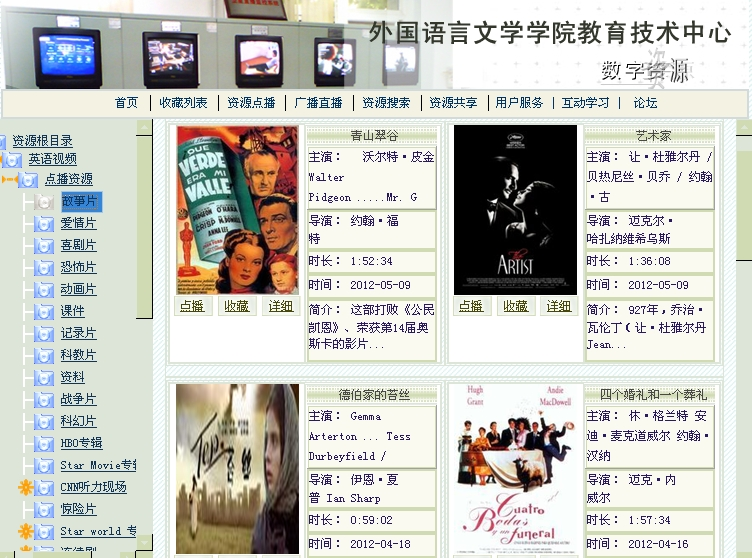 外国语言文学学院教育技术中心
数字资源
首页 收藏列表 资源点播 广播直播 资源搜索 资源共享 用户服务 互动学习 论坛
资源根目录
英语视频
点播资源
故事片
爱情片
喜剧片
恐怖片
动画片
课件
记录片
科教片
资料
战争片
科幻片
HBO专辑
Star Movie专辑
CNN听力现场
惊险片
Star world 专
连续剧
QUE
VERDE
ERA MI
VALLE
青山翠谷
主演： 沃尔特·皮金
Walter
Pidgeon .....Mr. G
导演： 约翰·福
特
时长： 1:52:34
时间： 2012-05-09
简介： 这部打败《公民
凯恩》、荣获第14届奥
斯卡的影片...
点播 收藏 详细
The
ARTIST
艺术家
主演： 让·杜雅尔丹 /
贝热尼丝·贝乔 / 约翰
·古
导演： 迈克尔·
哈扎纳维希乌斯
时长： 1:36:08
时间： 2012-05-09
简介： 927年，乔治·
瓦伦丁（让·杜雅尔丹
Jean...
点播 收藏 详细
德伯家的苔丝
主演： Gemma
Arterton ... Tess
Durbeyfield /
导演： 伊恩·夏
普 Ian Sharp
时长： 0:59:02
时间： 2012-04-18
Hugh
Grant
Andie
MacDowell
Cuatro
Bodas
y un funeral
四个婚礼和一个葬礼
主演： 休·格兰特 安
迪·麦克道威尔 约翰·
汉纳
导演： 迈克·内
威尔
时长： 1:57:34
时间： 2012-04-16